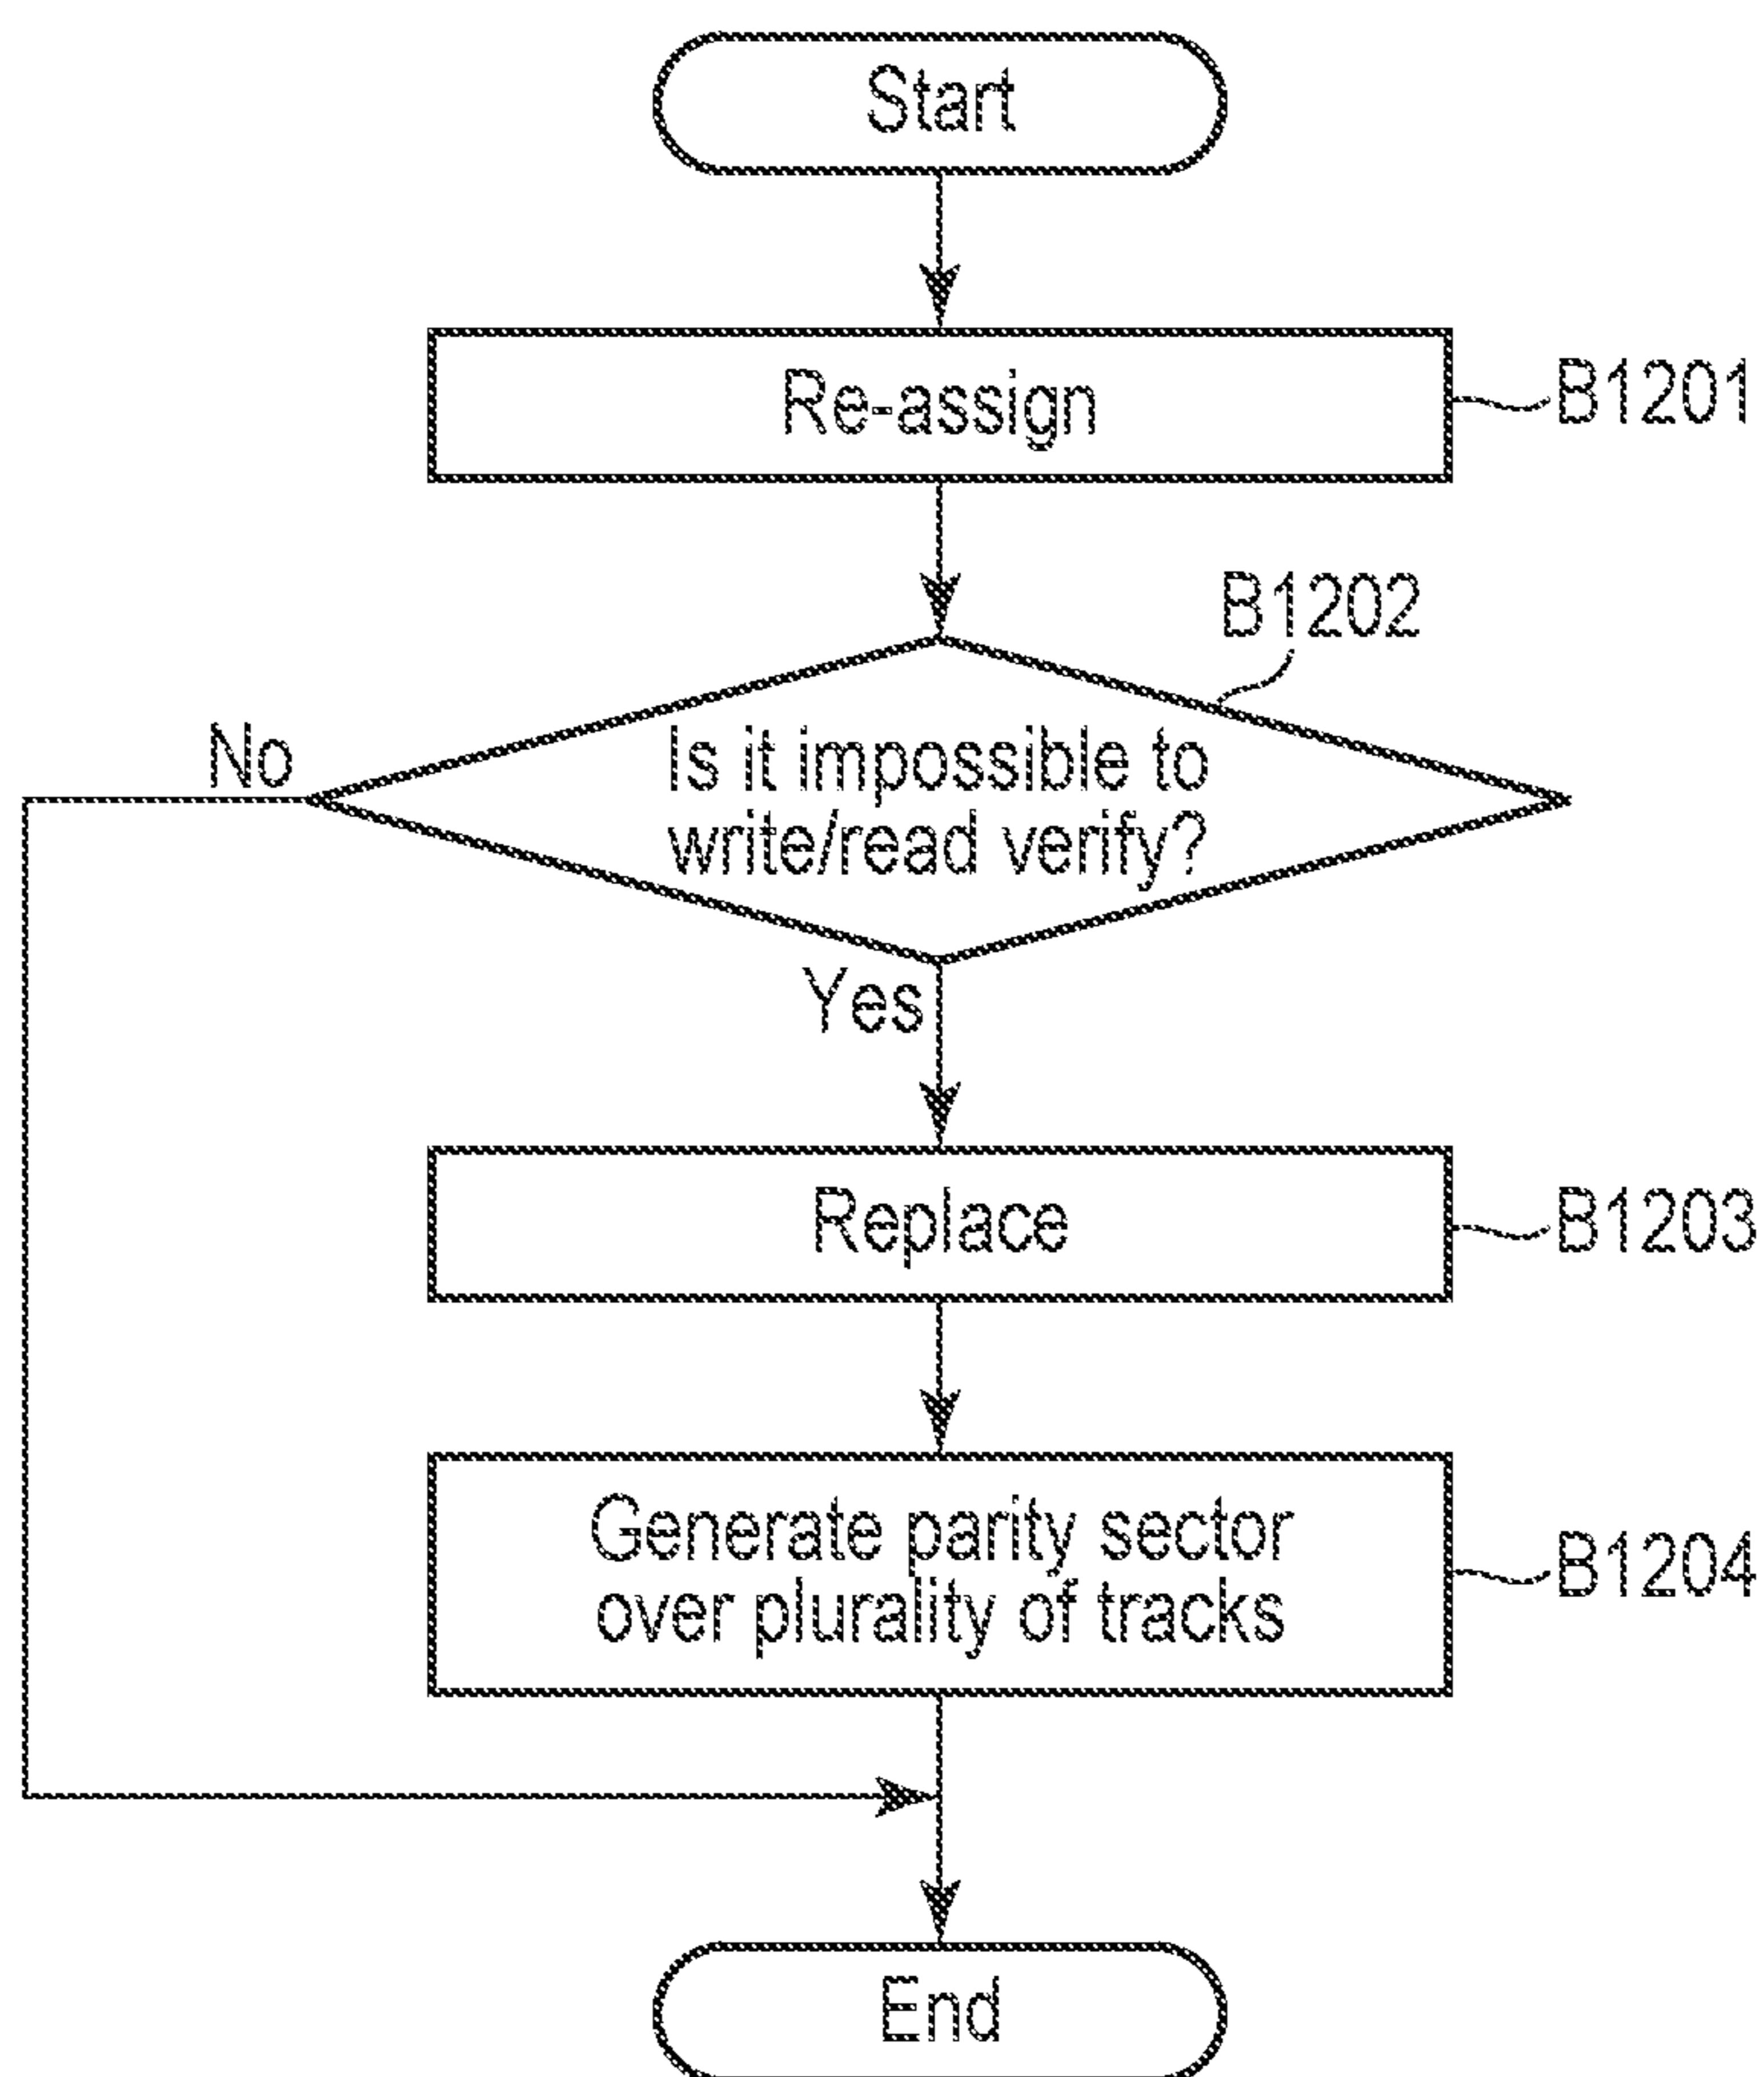 Start
Re-assign
B1201
B1202
No
Is it impossible to
write/read verify?
Yes
Replace
B1203
Generate parity sector
over plurality of tracks
B1204
End